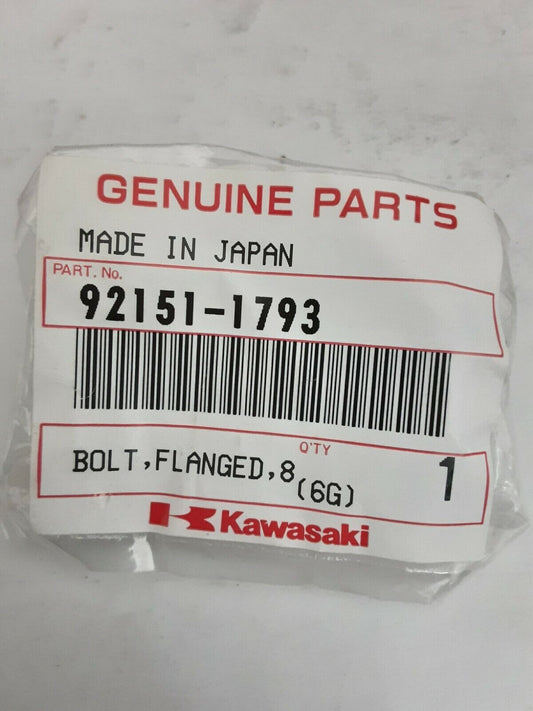 GENUINE PARTS
MADE IN JAPAN
PART. No.
92151-1793
Q'TY
BOLT,FLANGED,8(6G) 1
Kawasaki